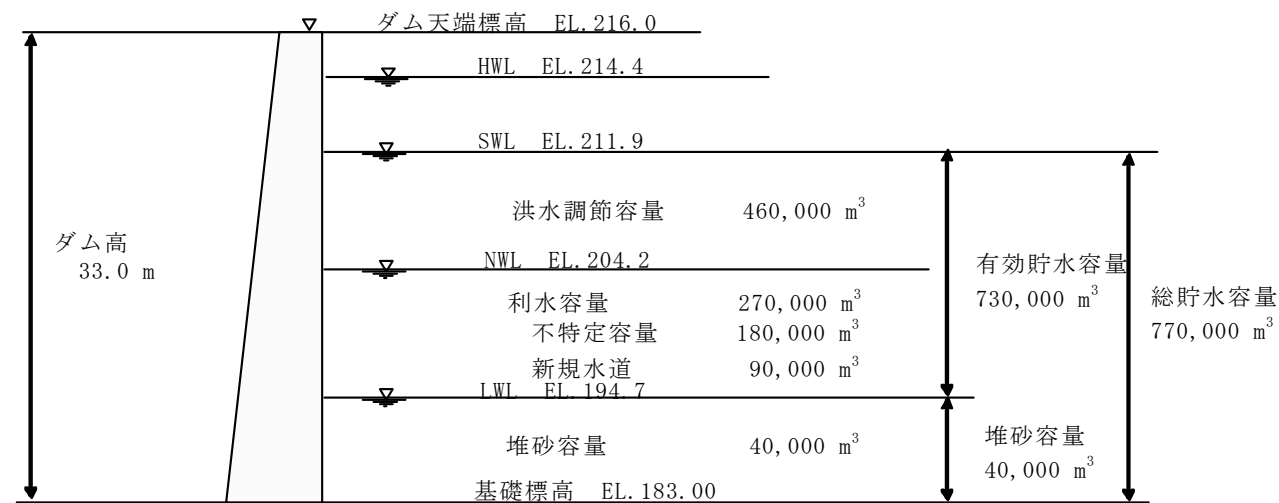 ダム天端標高 EL.216.0
HWL EL.214.4
SWL EL.211.9
洪水調節容量 460,000 m³
ダム高
33.0 m
NWL EL.204.2
有効貯水容量
730,000 m³
総貯水容量
770,000 m³
利水容量 270,000 m³
不特定容量 180,000 m³
新規水道 90,000 m³
LWL EL.194.7
堆砂容量 40,000 m³
堆砂容量
40,000 m³
基礎標高 EL.183.00